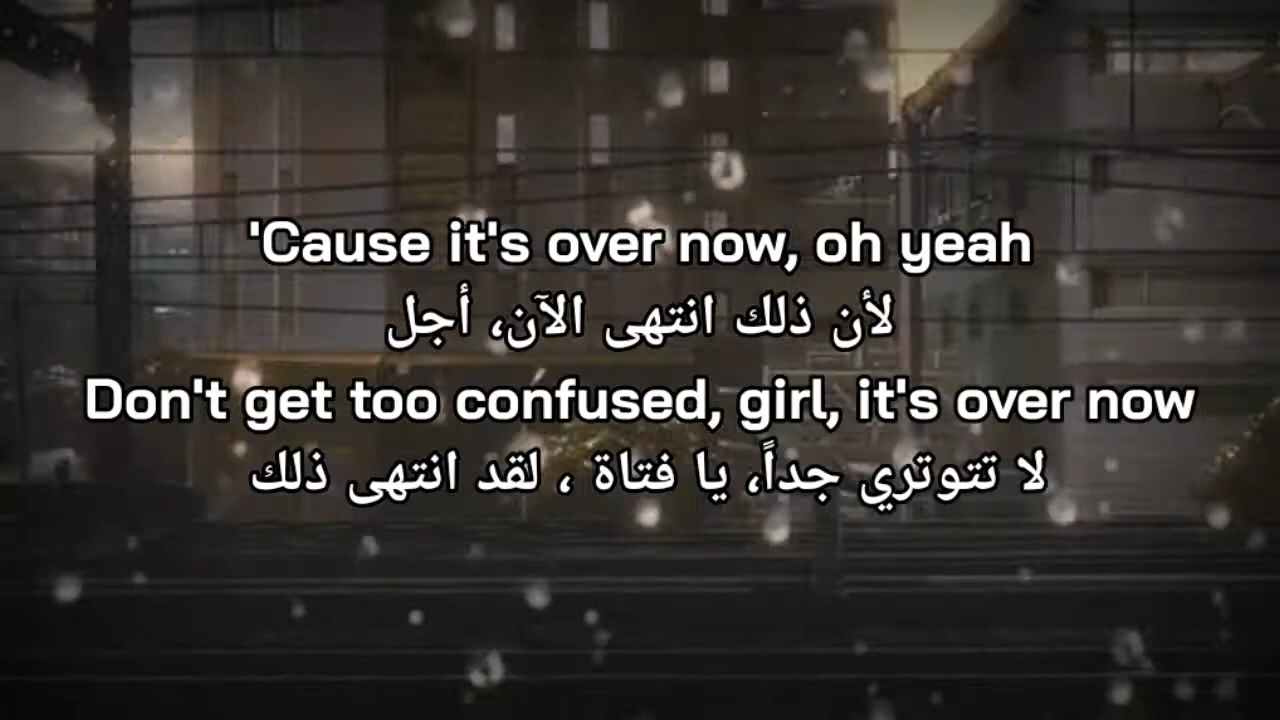 'Cause it's over now, oh yeah
لأن ذلك انتهى الآن، أجل
Don't get too confused, girl, it's over now
لا تتوتري جداً، يا فتاة ، لقد انتهى ذلك